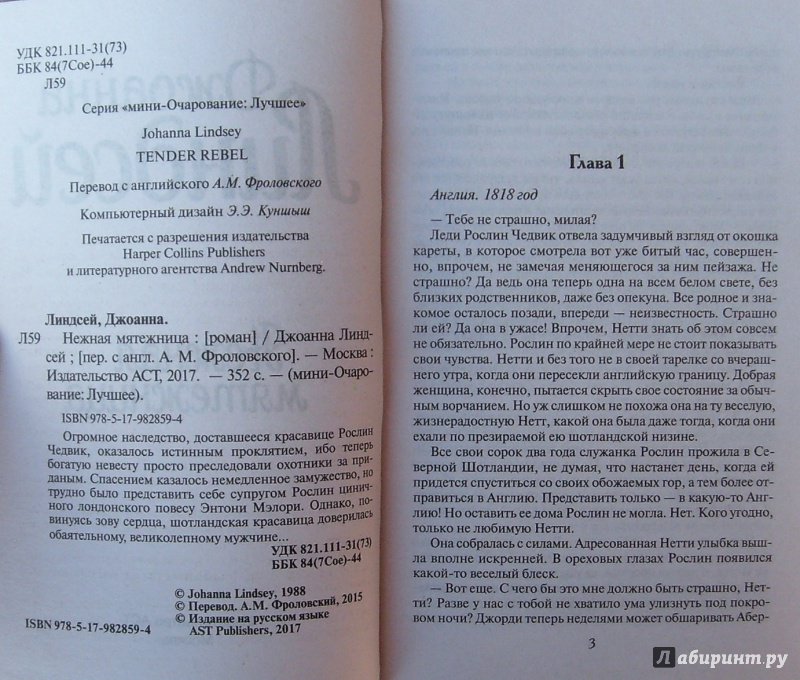 УДК 821.111-31(73)
ББК 84(7Сое)-44
Л59
Серия «мини-Очарование: Лучшее»
Johanna Lindsey
TENDER REBEL
Перевод с английского А.М. Фроловского
Компьютерный дизайн Э.Э. Кунтыш
Печатается с разрешения издательства
Harper Collins Publishers
и литературного агентства Andrew Nurnberg.
Линдсей, Джоанна.
Л59 Нежная мятежница : [роман] / Джоанна Линд-
сей ; [пер. с англ. А. М. Фроловского]. — Москва :
Издательство АСТ, 2017. — 352 с. — (мини-Очаро-
вание: Лучшее).
ISBN 978-5-17-982859-4
Огромное наследство, доставшееся красавице Рослин
Чедвик, оказалось истинным проклятием, ибо теперь
богатую невесту просто преследовали охотники за при-
даным. Спасением казалось немедленное замужество, но
трудно было представить себе супругом Рослин цинич-
ного лондонского повесу Энтони Мэлори. Однако, по-
винуясь зову сердца, шотландская красавица доверилась
обаятельному, великолепному мужчине...
УДК 821.111-31(73)
ББК 84(7Сое)-44
© Johanna Lindsey, 1988
© Перевод. А.М. Фроловский, 2015
© Издание на русском языке
ISBN 978-5-17-982859-4 AST Publishers, 2017
Глава 1
Англия. 1818 год
— Тебе не страшно, милая?
Леди Рослин Чедвик отвела задумчивый взгляд от окошка
кареты, в которое смотрела вот уже битый час, совершен-
но, впрочем, не замечая меняющегося за ним пейзажа. Не
страшно? Да ведь она теперь одна на всем белом свете, без
близких родственников, даже без опекуна. Все родное и зна-
комое осталось позади, впереди — неизвестность. Страшно
ли ей? Да она в ужасе! Впрочем, Нетти знать об этом совсем
не обязательно. Рослин по крайней мере не стоит показывать
свои чувства. Нетти и без того не в своей тарелке со вчераш-
него утра, когда они пересекли английскую границу. Добрая
женщина, конечно, пытается скрыть свое состояние за обыч-
ным ворчанием. Но уж слишком не похожа она на ту веселую,
жизнерадостную Нетт, какой она была даже тогда, когда они
ехали по презираемой ею шотландской низине.
Все свои сорок два года служанка Рослин прожила в Се-
верной Шотландии, не думая, что настанет день, когда ей
придется спуститься со своих обожаемых гор, а тем более от-
правиться в Англию. Представить только — в какую-то Анг-
лию! Но оставить ее дома Рослин не могла. Нет. Кого угодно,
только не любимую Нетти.
Она собралась с силами. Адресованная Нетти улыбка выш-
ла вполне искренней. В ореховых глазах Рослин появился
какой-то веселый блеск.
— Вот еще. С чего бы это мне должно быть страшно, Нет-
ти? Разве у нас с тобой не хватило ума улизнуть под покро-
вом ночи? Джорди теперь неделями может обшаривать Абер-
3
Лабиринт.ру